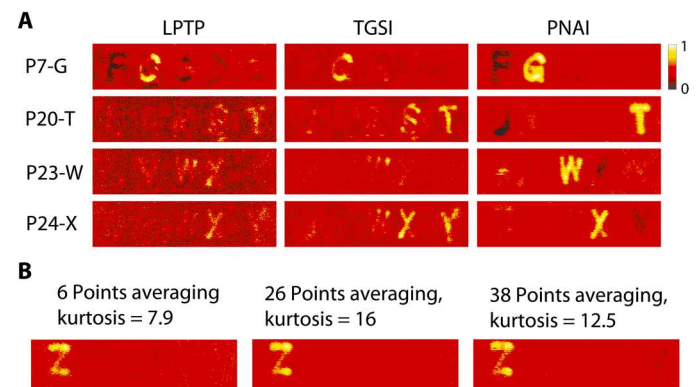 A
LPTP TGSI PNAI
P7-G F G C G F G 1
0
P20-T S T S T J T
P23-W W Y W W
P24-X X X Y X Y
B
6 Points averaging
kurtosis = 7.9
26 Points averaging,
kurtosis = 16
38 Points averaging,
kurtosis = 12.5
Z Z Z